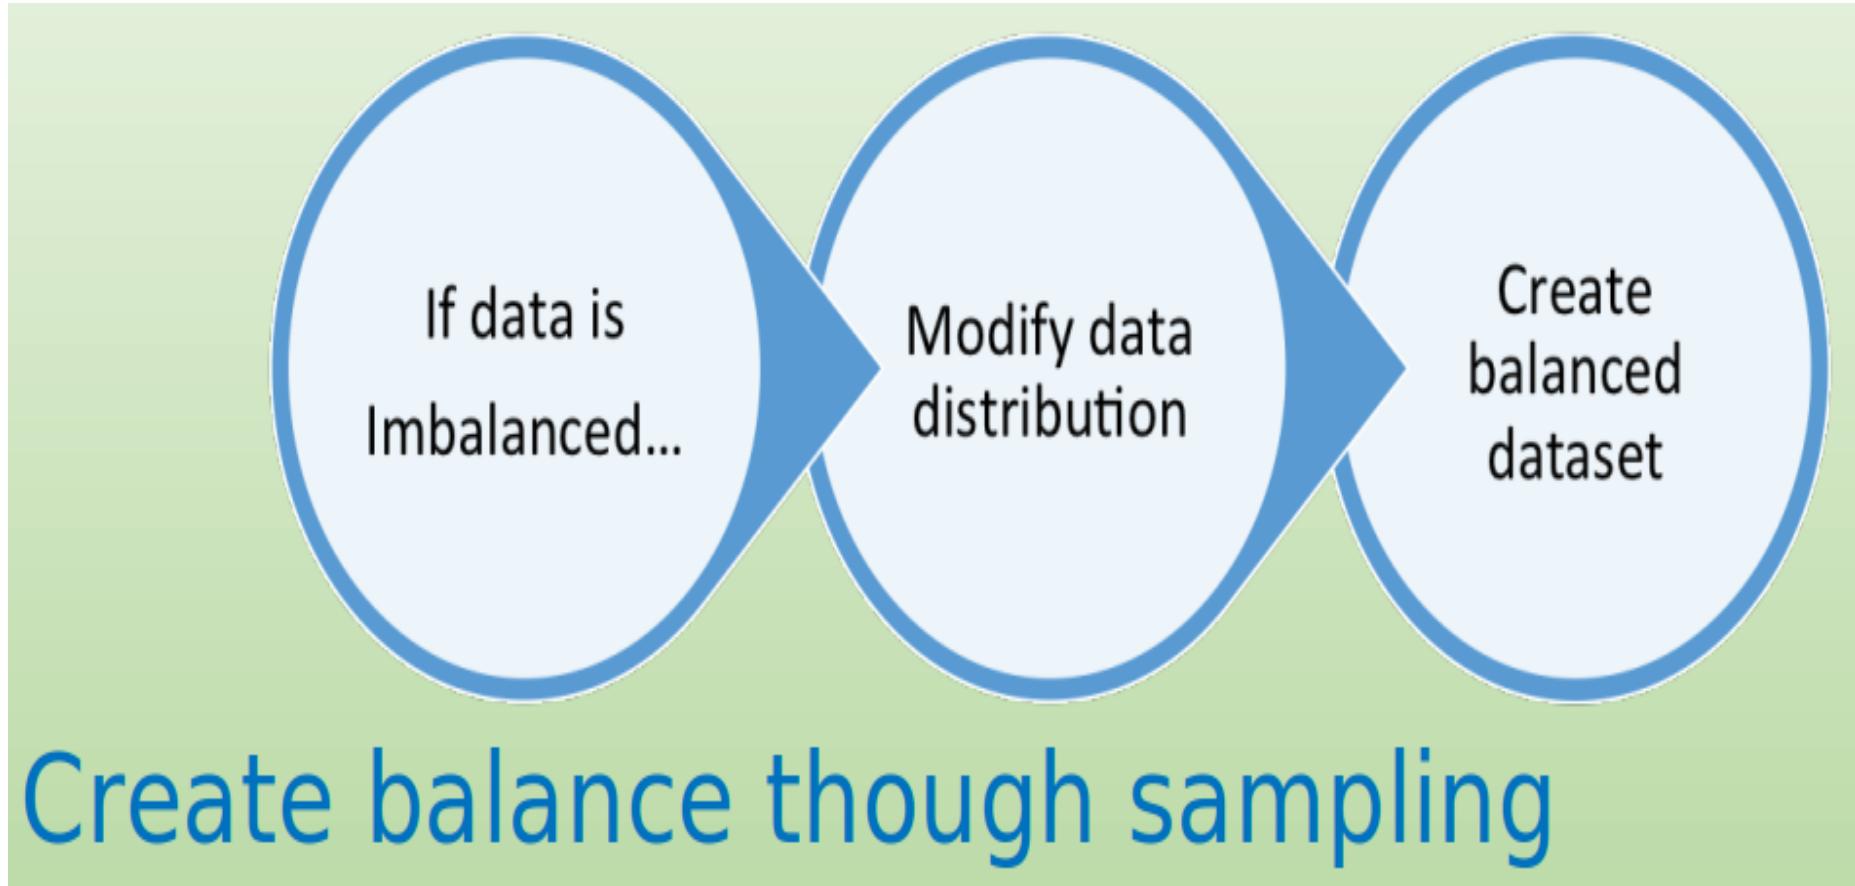 If data is
Imbalanced...
Modify data
distribution
Create
balanced
dataset
Create balance though sampling